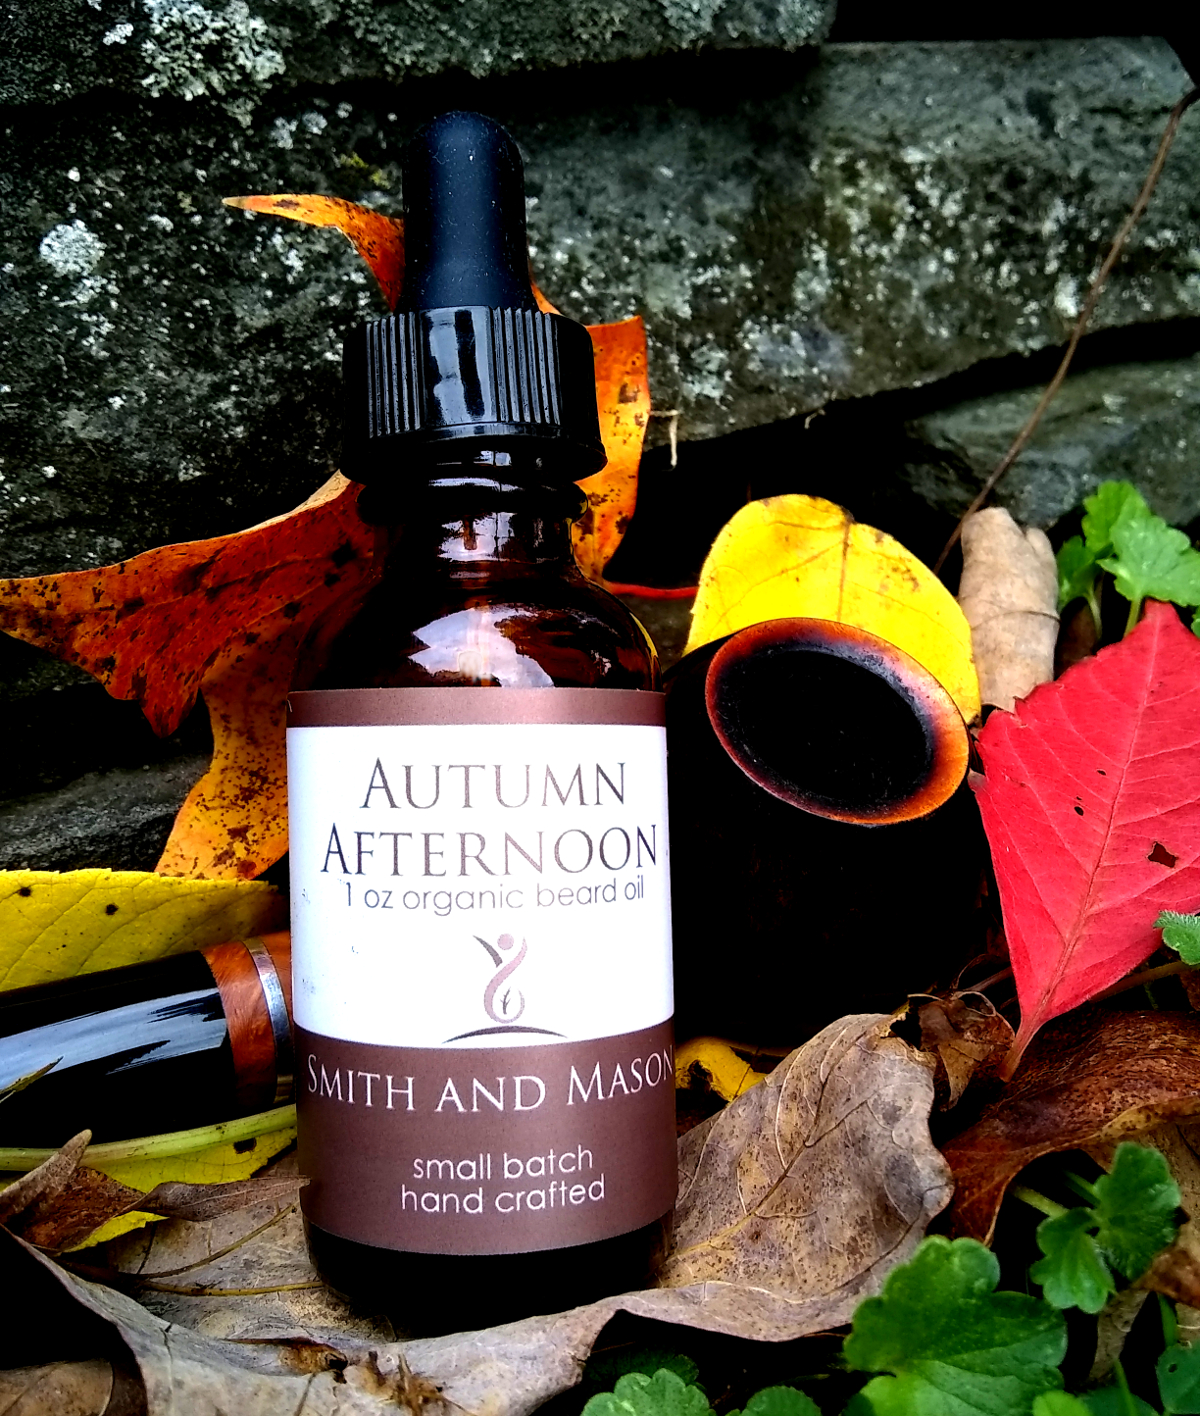 AUTUMN
AFTERNOON
1 oz organic beard oil
SMITH AND MASON
small batch
hand crafted